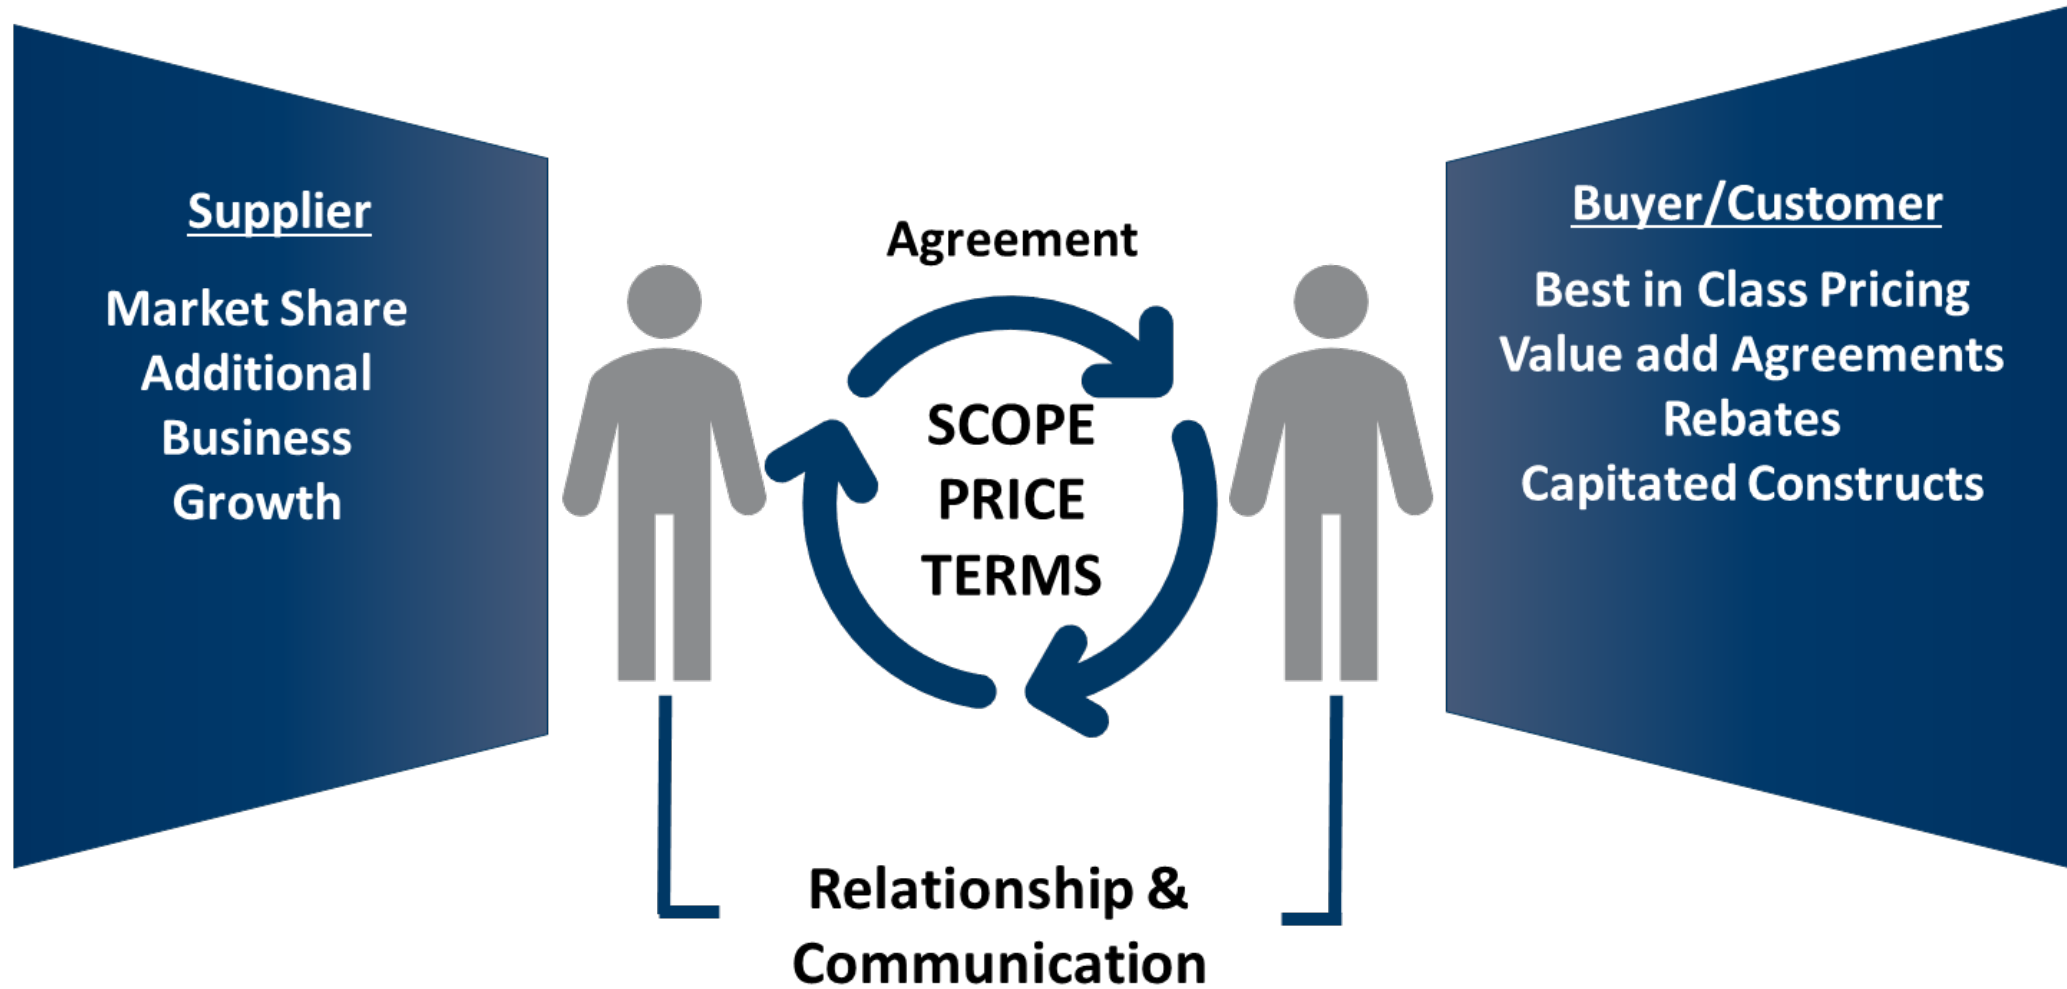 Supplier
Market Share
Additional
Business
Growth
Agreement
SCOPE
PRICE
TERMS
Buyer/Customer
Best in Class Pricing
Value add Agreements
Rebates
Capitated Constructs
Relationship &
Communication